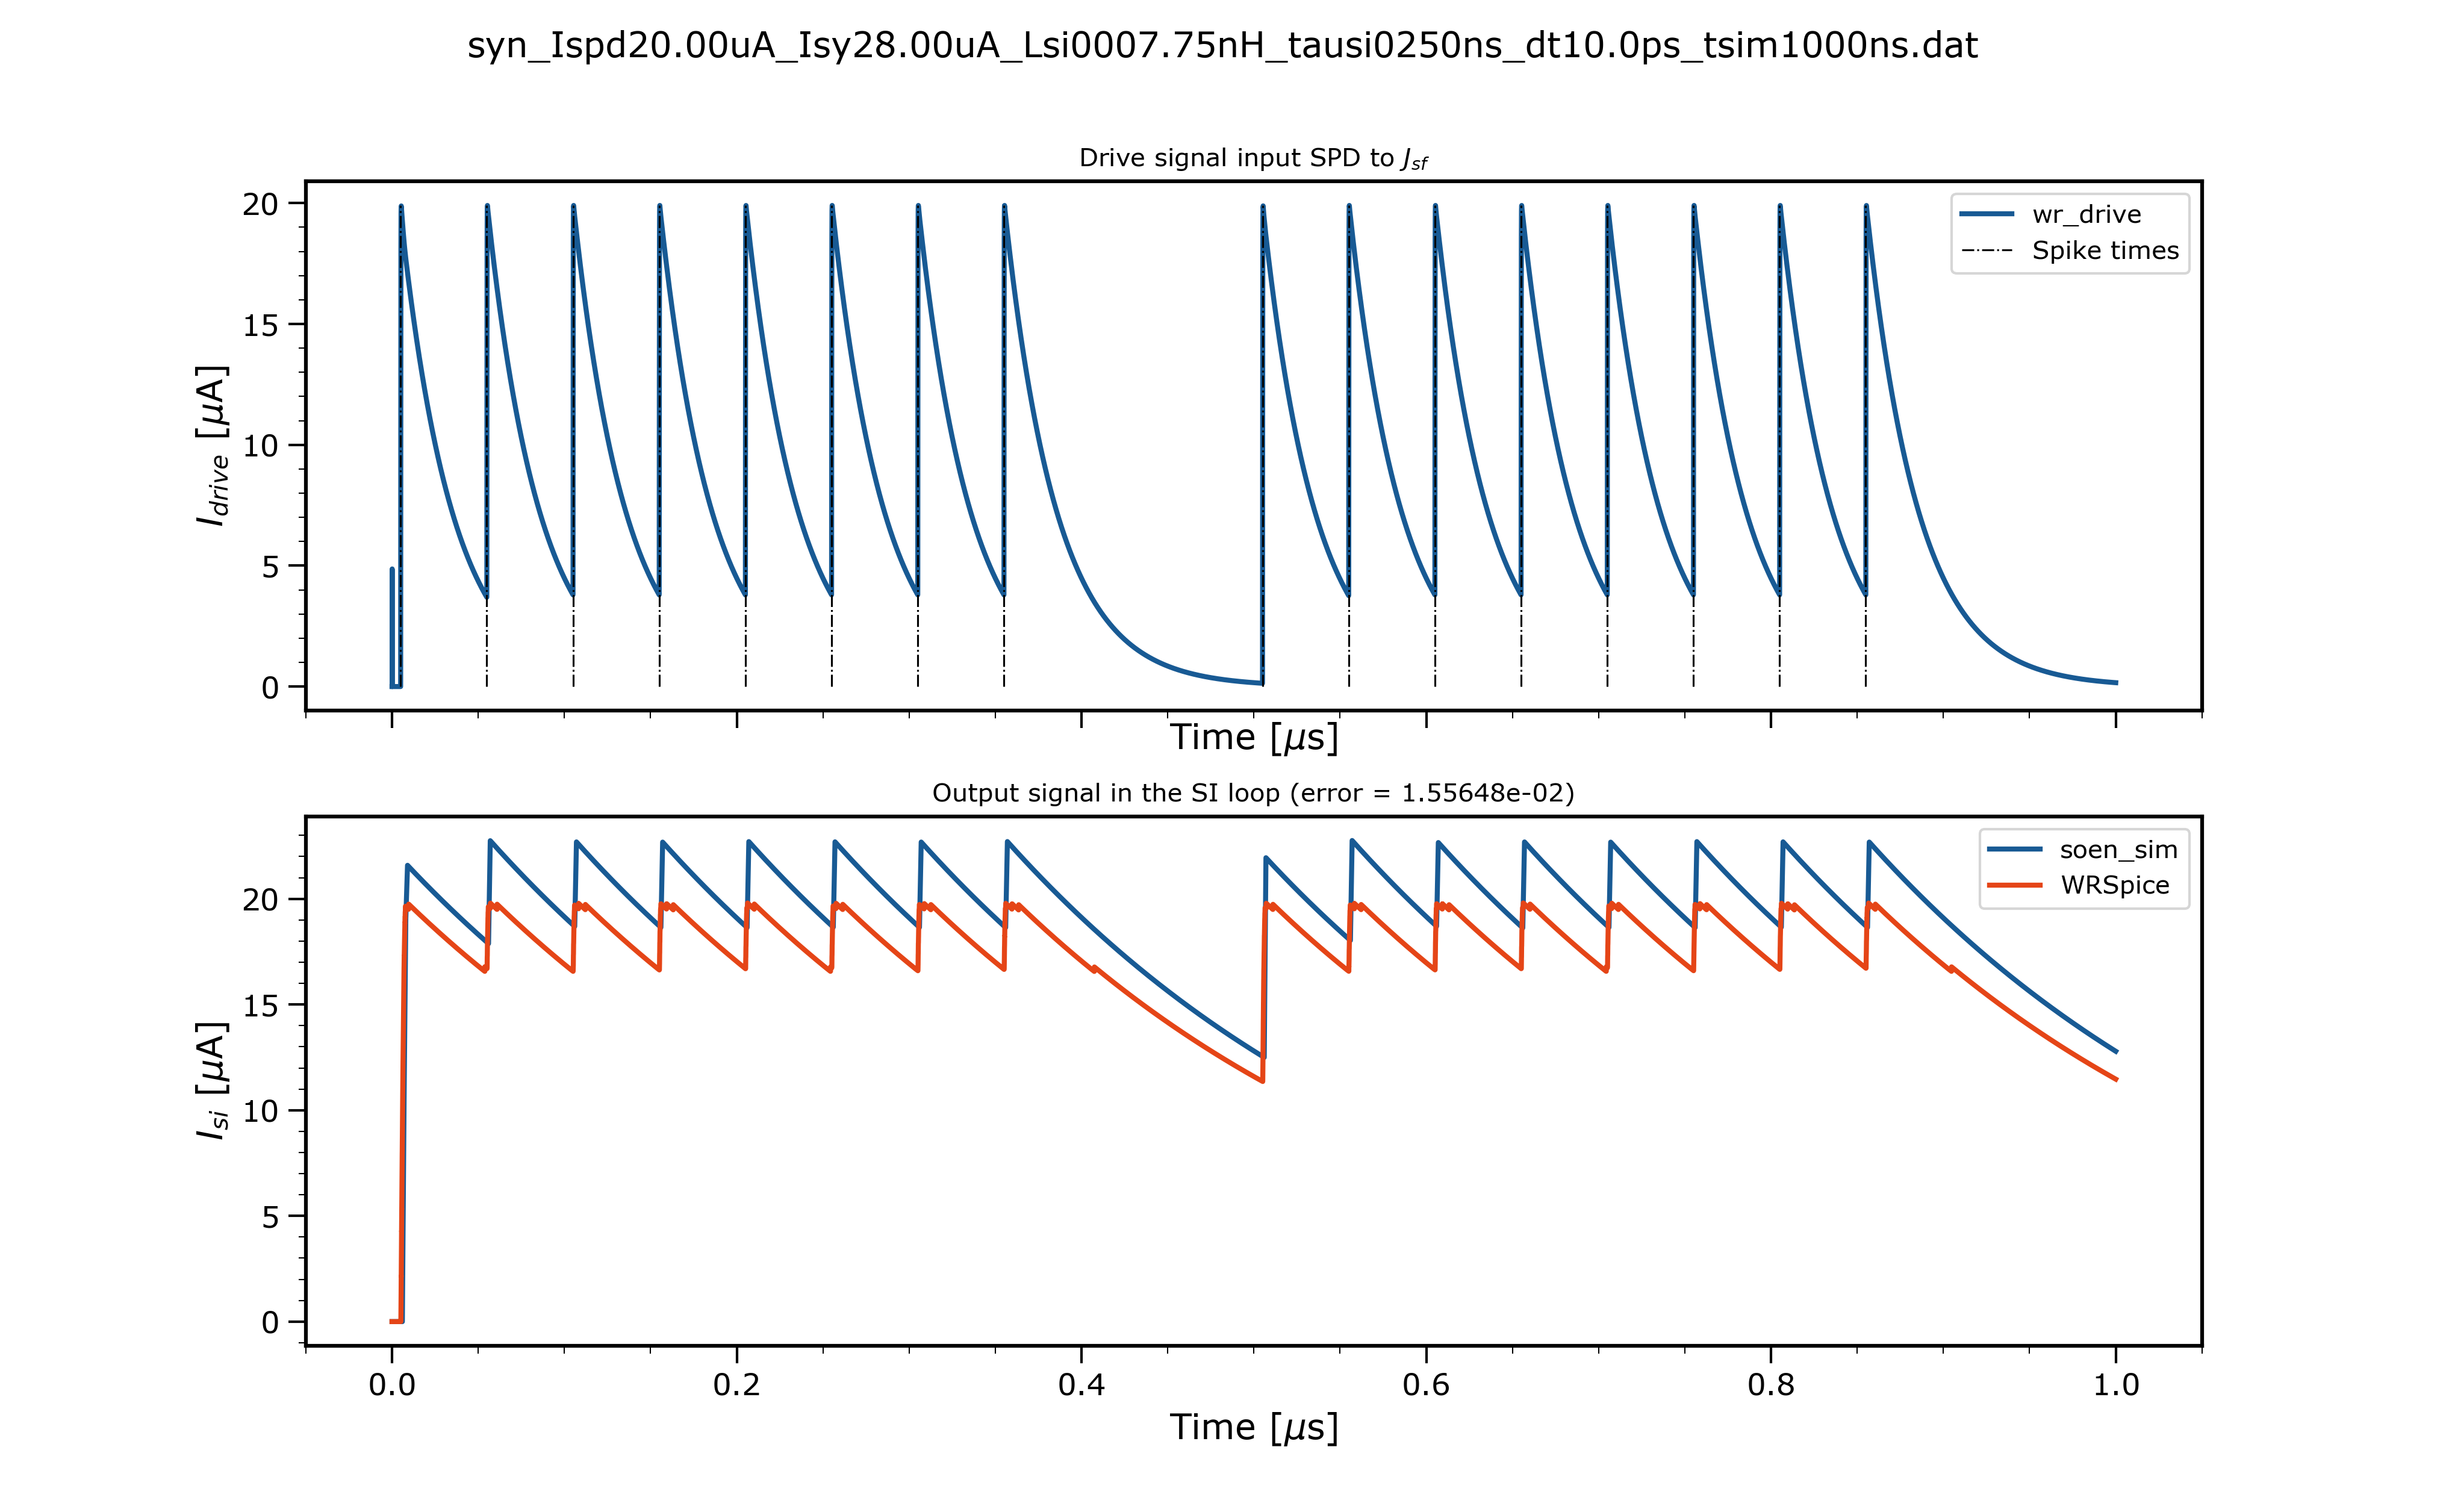 syn_Ispd20.00uA_Isy28.00uA_Lsi0007.75nH_tausi0250ns_dt10.0ps_tsim1000ns.dat
Drive signal input SPD to J_sf
20
15
10
5
0
I_drive [μA]
wr_drive
Spike times
Time [μs]
Output signal in the SI loop (error = 1.55648e-02)
20
15
10
5
0
I_si [μA]
soen_sim
WRSpice
0.0 0.2 0.4 0.6 0.8 1.0
Time [μs]